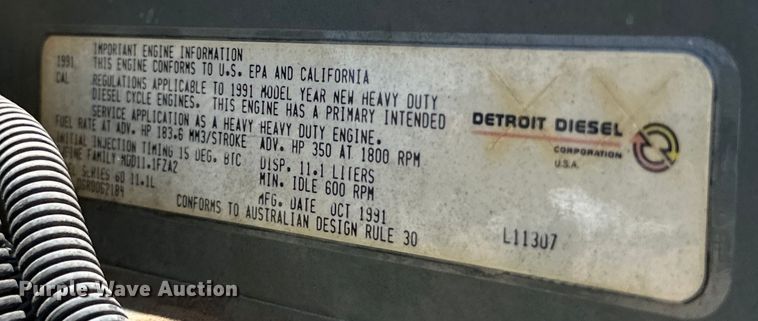 IMPORTANT ENGINE INFORMATION
1991 THIS ENGINE CONFORMS TO U.S. EPA AND CALIFORNIA
CAL REGULATIONS APPLICABLE TO 1991 MODEL YEAR NEW HEAVY DUTY
DIESEL CYCLE ENGINES. THIS ENGINE HAS A PRIMARY INTENDED
SERVICE APPLICATION AS A HEAVY HEAVY DUTY ENGINE.
FUEL RATE AT ADV. HP 183.6 MM3/STROKE ADV. HP 350 AT 1800 RPM
INITIAL INJECTION TIMING 15 DEG. BTC DISP. 11.1 LITERS
FAMILY MDD11.1FZA2 MIN. IDLE 600 RPM
SERIES 60 11.1L MFG. DATE OCT 1991
CONFORMS TO AUSTRALIAN DESIGN RULE 30
DETROIT DIESEL
CORPORATION
U.S.A.
L11307
Purple Wave Auction